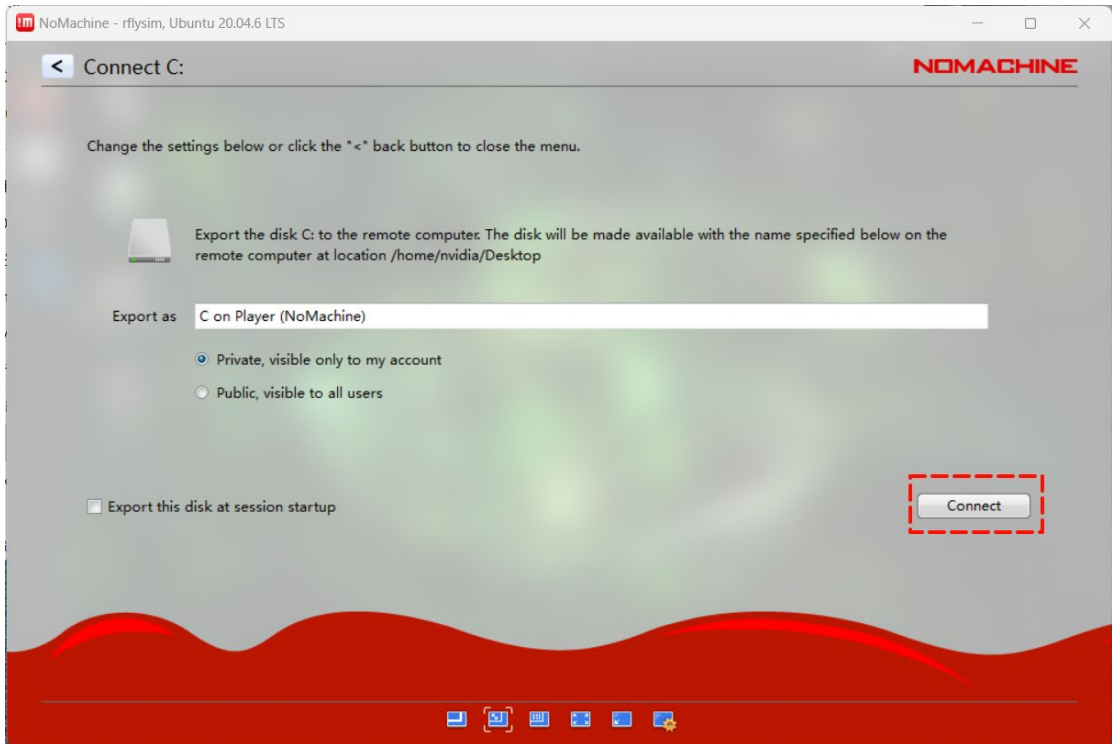 NoMachine - rflysim, Ubuntu 20.04.6 LTS
< Connect C:
NOMACHINE
Change the settings below or click the "<" back button to close the menu.
Export the disk C: to the remote computer. The disk will be made available with the name specified below on the
remote computer at location /home/nvidia/Desktop
Export as C on Player (NoMachine)
Private, visible only to my account
Public, visible to all users
Export this disk at session startup
Connect